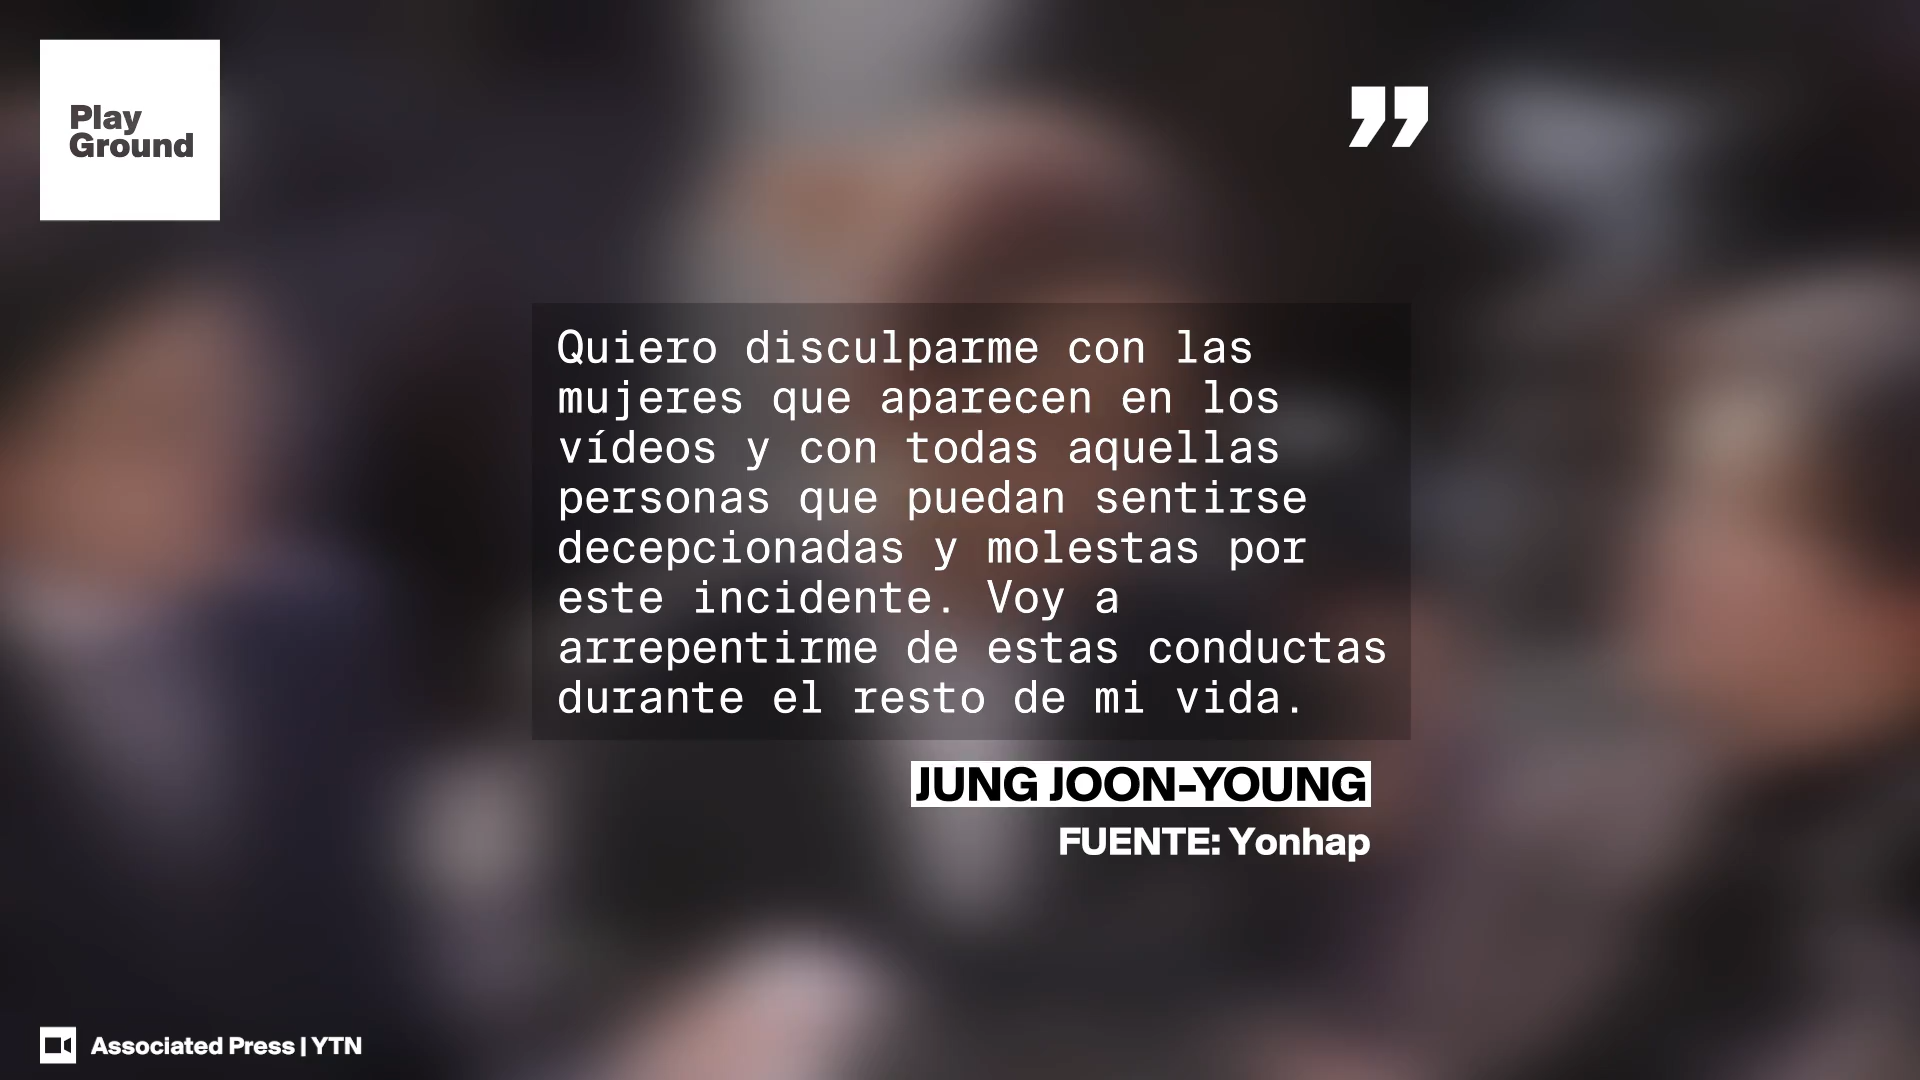 Play
Ground
”
Quiero disculparme con las
mujeres que aparecen en los
vídeos y con todas aquellas
personas que puedan sentirse
decepcionadas y molestas por
este incidente. Voy a
arrepentirme de estas conductas
durante el resto de mi vida.
JUNG JOON-YOUNG
FUENTE: Yonhap
Associated Press | YTN